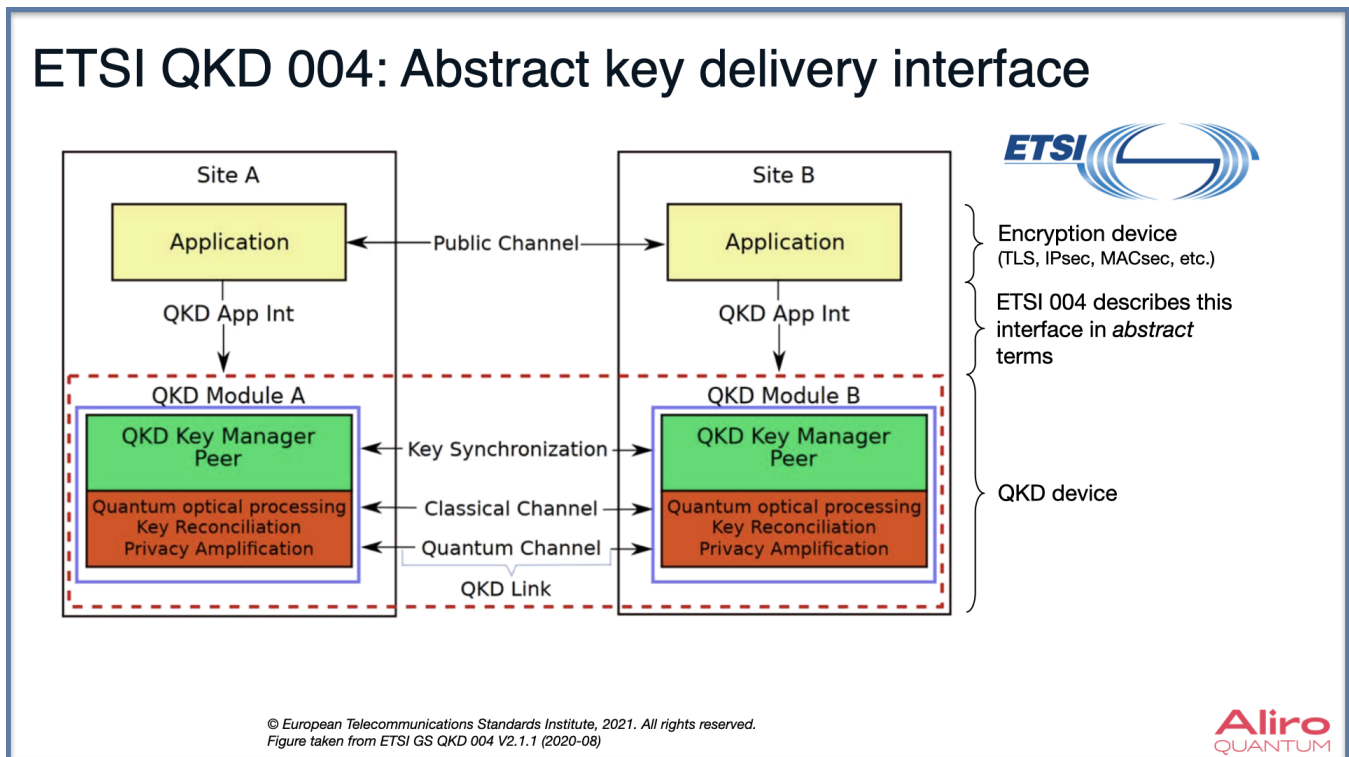 ETSI QKD 004: Abstract key delivery interface
ETSI
Site A
Site B
Application
Public Channel
Application
Encryption device
(TLS, IPsec, MACsec, etc.)
QKD App Int
QKD App Int
ETSI 004 describes this
interface in abstract
terms
QKD Module A
QKD Module B
QKD Key Manager
Peer
Key Synchronization
QKD Key Manager
Peer
Quantum optical processing
Key Reconciliation
Privacy Amplification
Classical Channel
Quantum Channel
QKD Link
Quantum optical processing
Key Reconciliation
Privacy Amplification
QKD device
© European Telecommunications Standards Institute, 2021. All rights reserved.
Figure taken from ETSI GS QKD 004 V2.1.1 (2020-08)
Aliro
QUANTUM